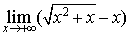 lim(√x²+x − x)
x→+∞